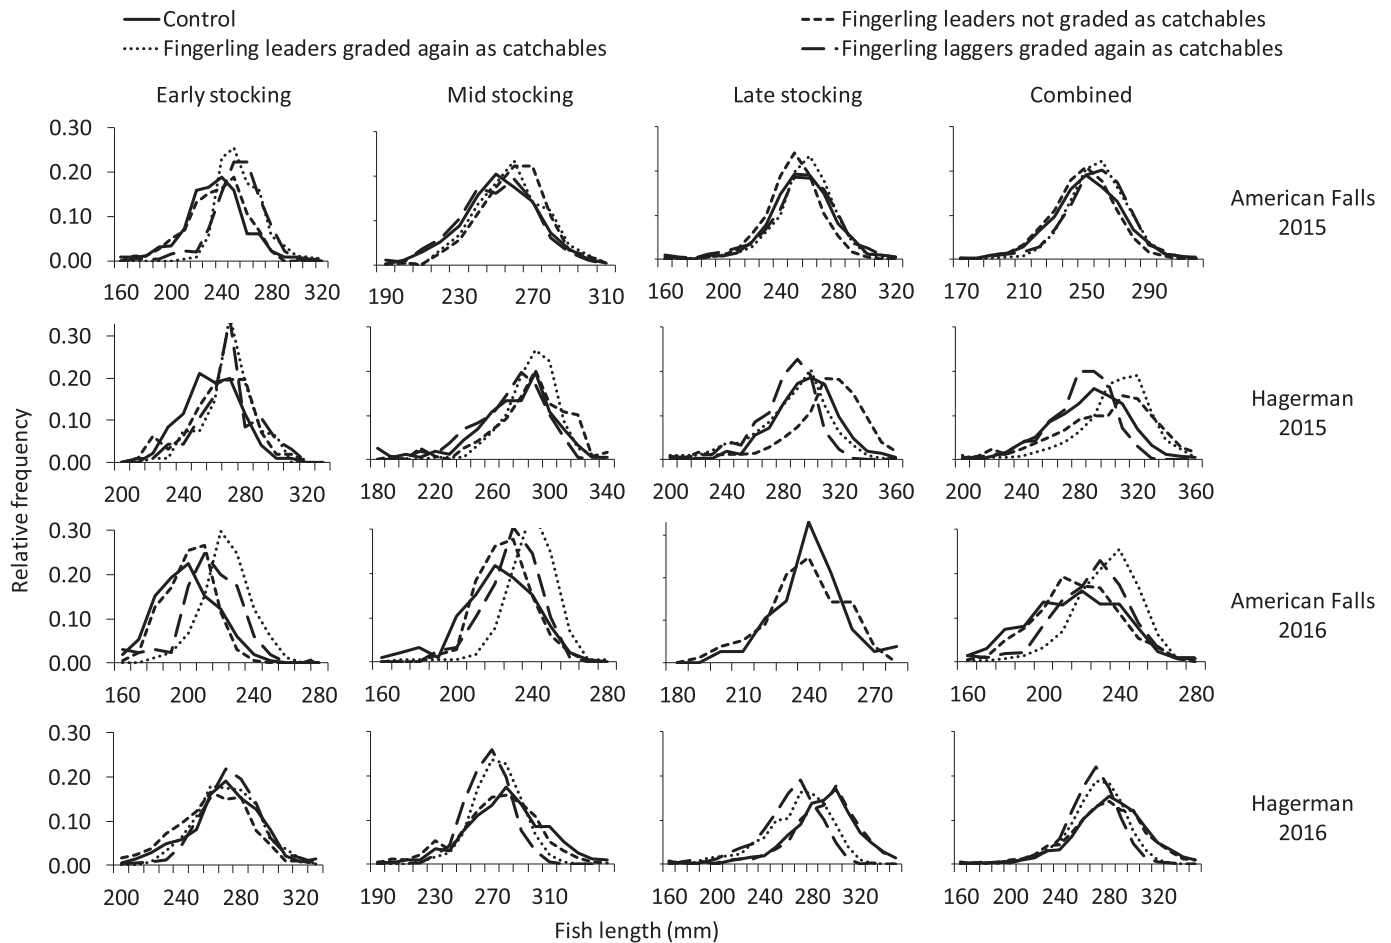 Control
Fingerling leaders not graded as catchables
Fingerling leaders graded again as catchables
Fingerling laggers graded again as catchables
Early stocking
Mid stocking
Late stocking
Combined
Relative frequency
0.30
0.20
0.10
0.00
160 200 240 280 320
190 230 270 310
160 200 240 280 320
170 210 250 290
American Falls
2015
0.30
0.20
0.10
0.00
200 240 280 320
180 220 260 300 340
200 240 280 320 360
200 240 280 320 360
Hagerman
2015
0.30
0.20
0.10
0.00
160 200 240 280
160 200 240 280
180 210 240 270
160 200 240 280
American Falls
2016
0.30
0.20
0.10
0.00
200 240 280 320
190 230 270 310
160 200 240 280 320 360
160 200 240 280 320
Hagerman
2016
Fish length (mm)